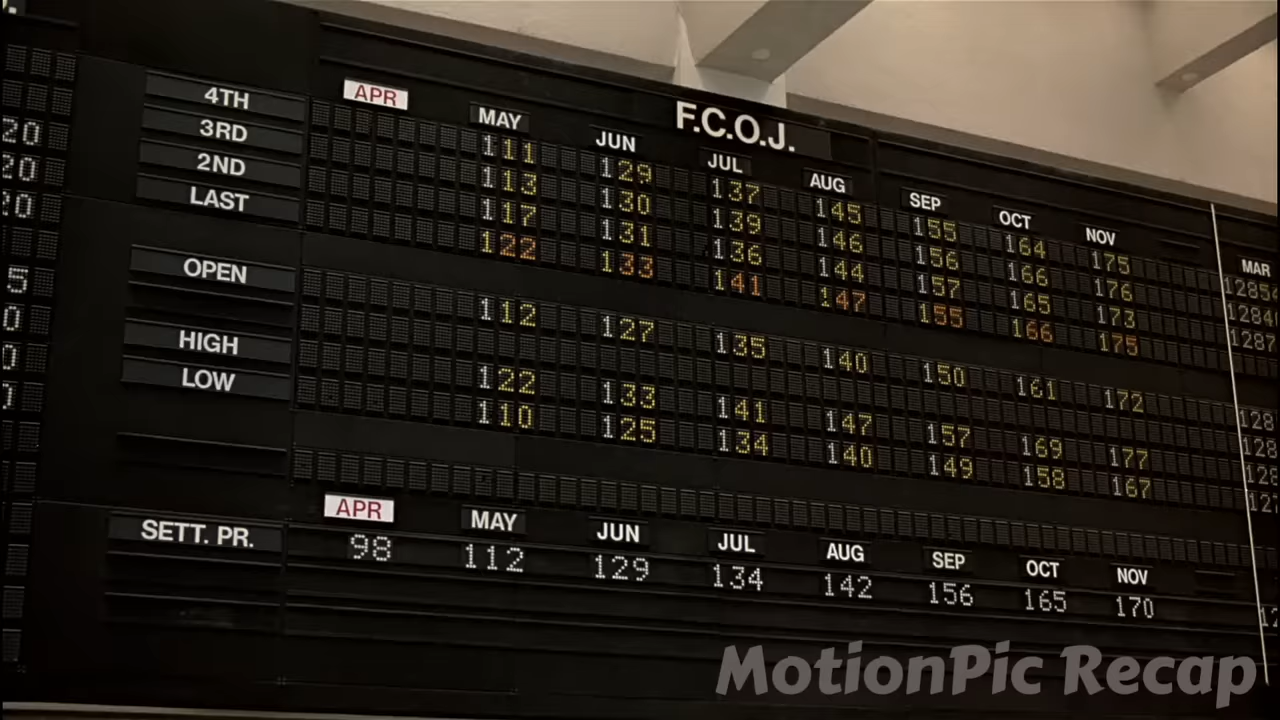 F.C.O.J.
APR MAY JUN JUL AUG SEP OCT NOV MAR
4TH 111 129 137 145 155 164 175
3RD 113 130 139 146 156 166 176
2ND 117 131 136 144 157 165 173
LAST 122 133 141 147 155 166 175
OPEN 112 127 135 140 150 161 172
HIGH 122 133 141 147 157 169 177
LOW 110 125 134 140 149 158 167
APR MAY JUN JUL AUG SEP OCT NOV
SETT. PR. 98 112 129 134 142 156 165 170
MotionPic Recap